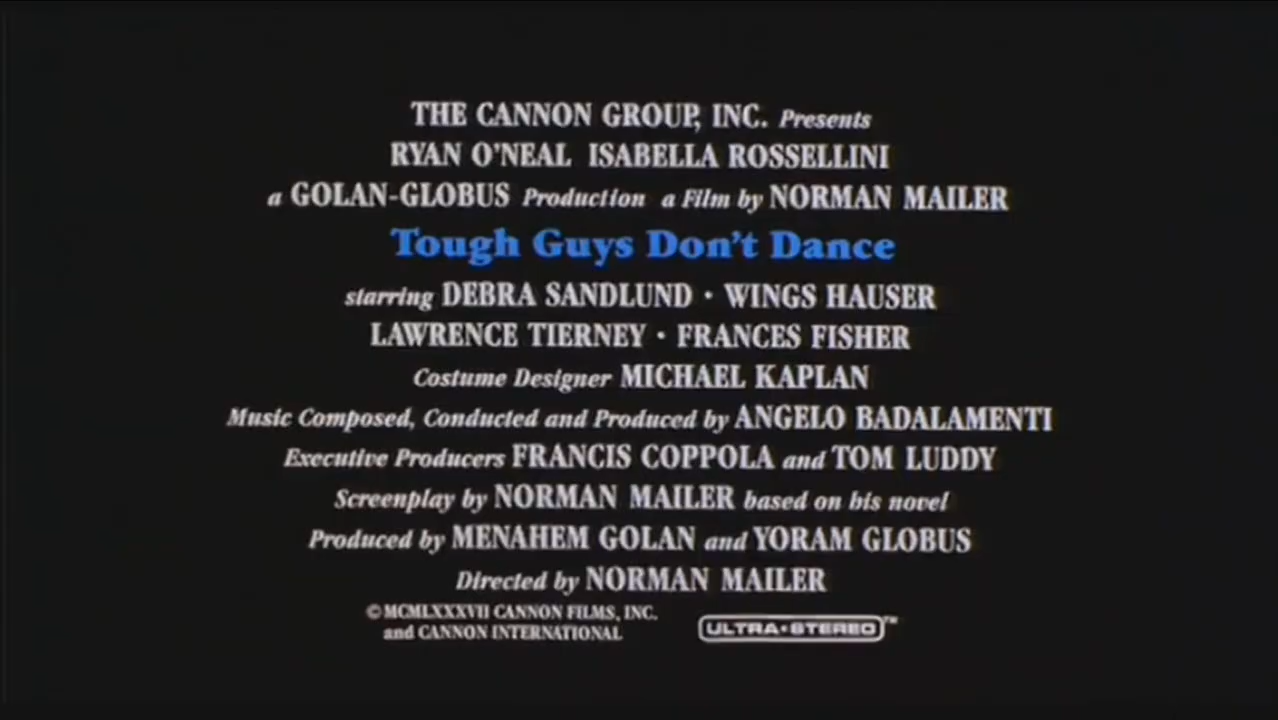 THE CANNON GROUP, INC. Presents
RYAN O'NEAL ISABELLA ROSSELLINI
a GOLAN-GLOBUS Production a Film by NORMAN MAILER
Tough Guys Don't Dance
starring DEBRA SANDLUND • WINGS HAUSER
LAWRENCE TIERNEY • FRANCES FISHER
Costume Designer MICHAEL KAPLAN
Music Composed, Conducted and Produced by ANGELO BADALAMENTI
Executive Producers FRANCIS COPPOLA and TOM LUDDY
Screenplay by NORMAN MAILER based on his novel
Produced by MENAHEM GOLAN and YORAM GLOBUS
Directed by NORMAN MAILER
©MCMLXXXVII CANNON FILMS, INC.
and CANNON INTERNATIONAL
ULTRA•STEREO™